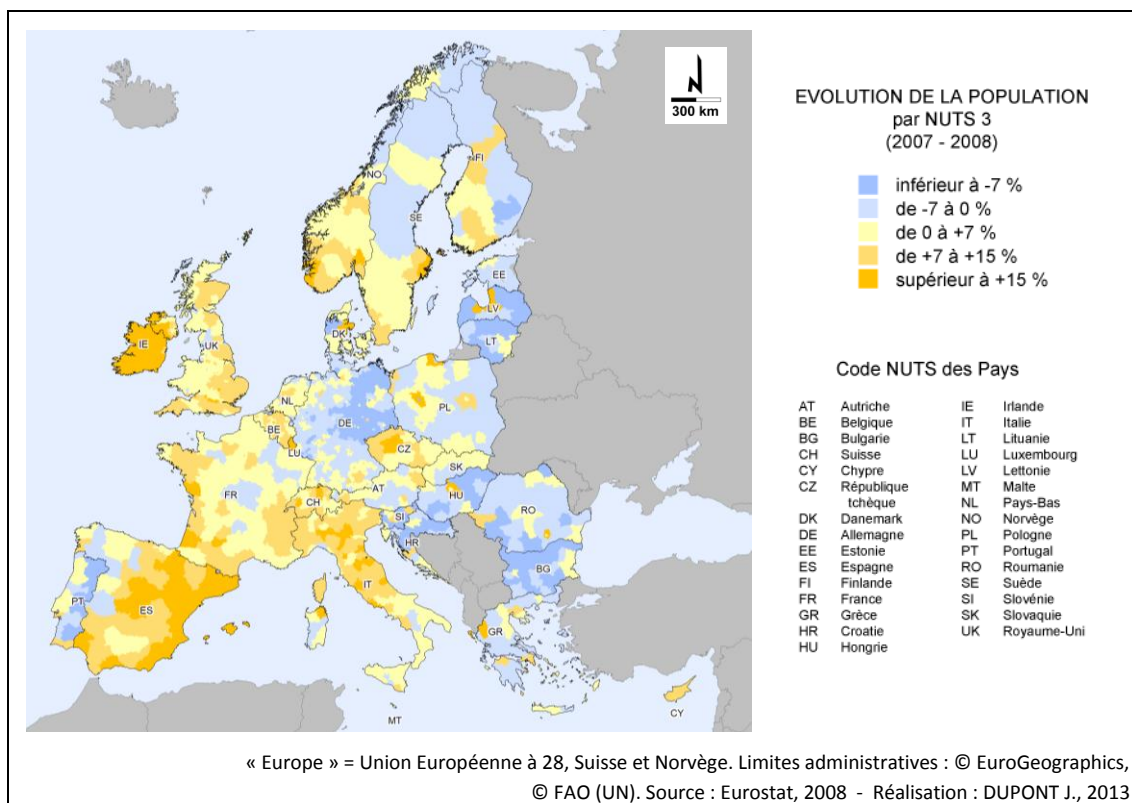 300 km
FI
NO
SE
EE
LV
LT
DK
IE
UK
NL
BE
DE
PL
LU
CZ
SK
FR
CH
AT
HU
SI
RO
HR
BG
IT
PT
ES
GR
MT
CY
EVOLUTION DE LA POPULATION
par NUTS 3
(2007 - 2008)
inférieur à -7 %
de -7 à 0 %
de 0 à +7 %
de +7 à +15 %
supérieur à +15 %
Code NUTS des Pays
AT Autriche
BE Belgique
BG Bulgarie
CH Suisse
CY Chypre
CZ République
tchèque
DK Danemark
DE Allemagne
EE Estonie
ES Espagne
FI Finlande
FR France
GR Grèce
HR Croatie
HU Hongrie
IE Irlande
IT Italie
LT Lituanie
LU Luxembourg
LV Lettonie
MT Malte
NL Pays-Bas
NO Norvège
PL Pologne
PT Portugal
RO Roumanie
SE Suède
SI Slovénie
SK Slovaquie
UK Royaume-Uni
« Europe » = Union Européenne à 28, Suisse et Norvège. Limites administratives : © EuroGeographics,
© FAO (UN). Source : Eurostat, 2008 - Réalisation : DUPONT J., 2013